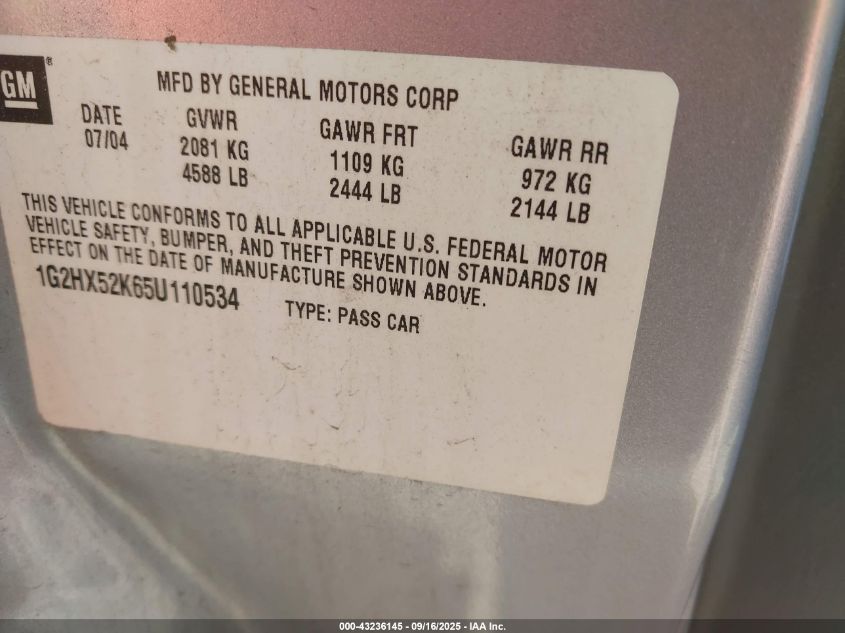 GM®
MFD BY GENERAL MOTORS CORP
DATE GVWR GAWR FRT GAWR RR
07/04 2081 KG 1109 KG 972 KG
4588 LB 2444 LB 2144 LB
THIS VEHICLE CONFORMS TO ALL APPLICABLE U.S. FEDERAL MOTOR
VEHICLE SAFETY, BUMPER, AND THEFT PREVENTION STANDARDS IN
EFFECT ON THE DATE OF MANUFACTURE SHOWN ABOVE.
1G2HX52K65U110534 TYPE: PASS CAR
000-43236145 - 09/16/2025 - IAA Inc.